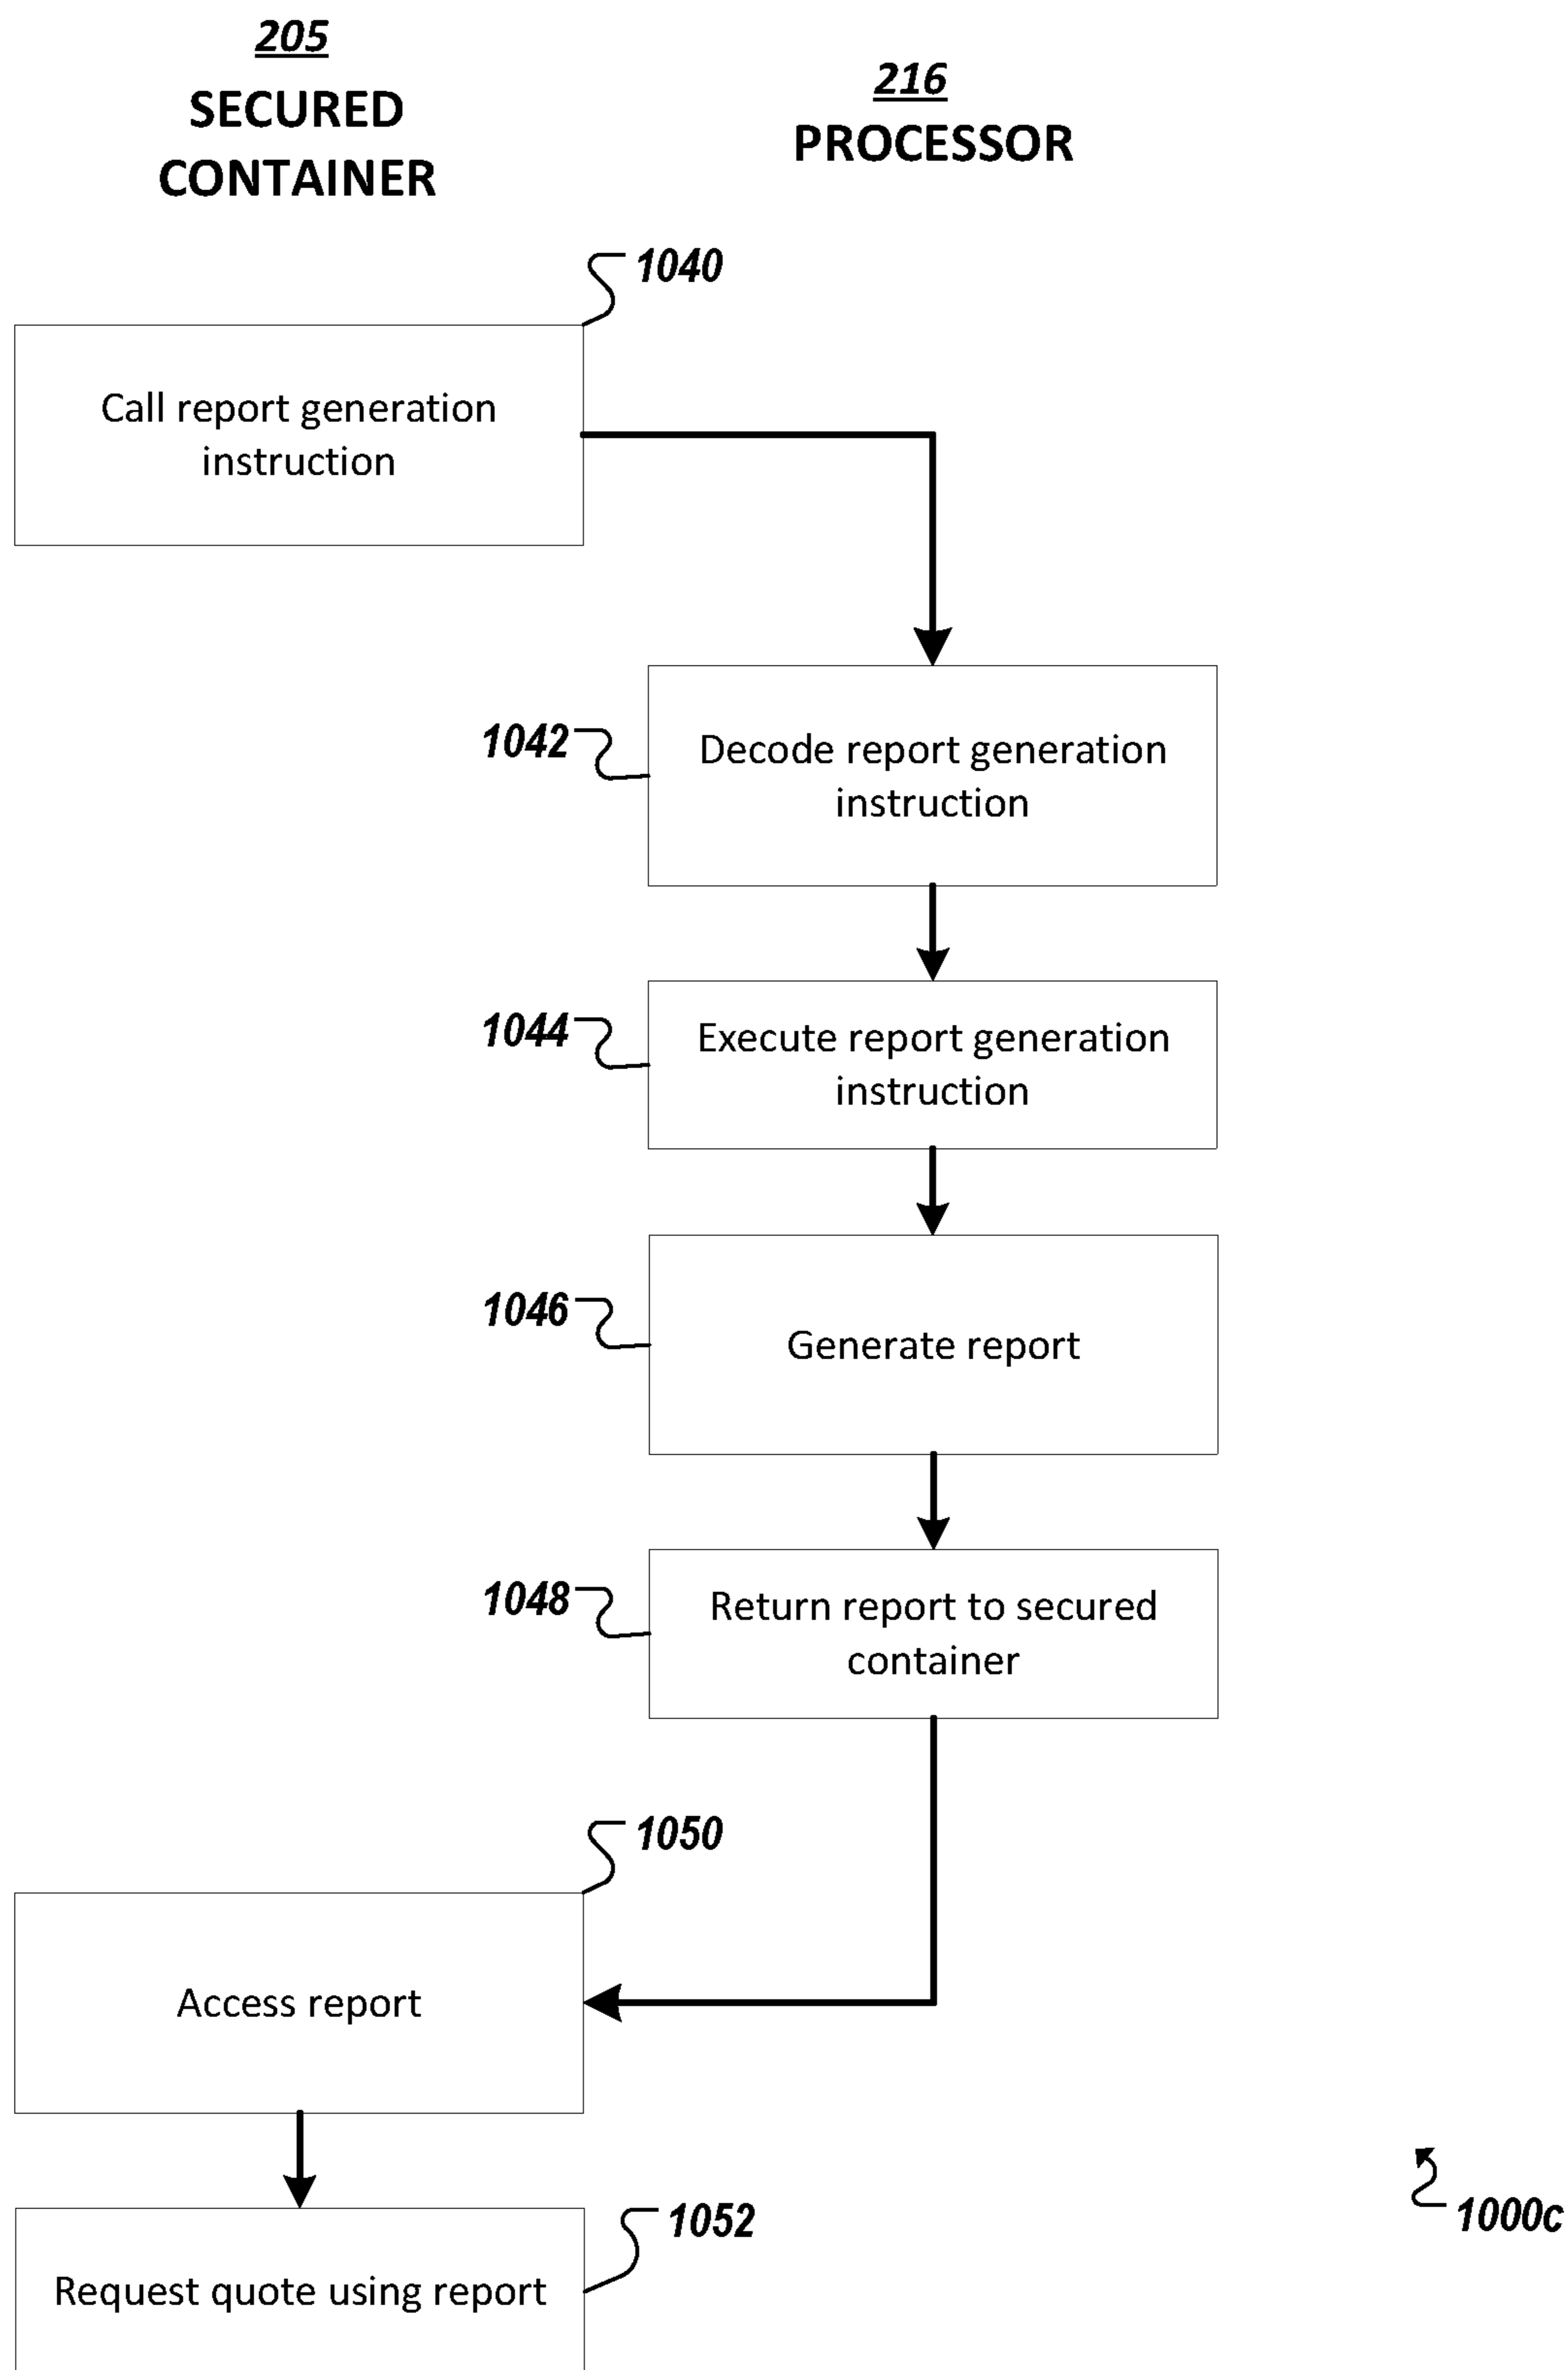 205
SECURED
CONTAINER
216
PROCESSOR
1040
Call report generation
instruction
1042
Decode report generation
instruction
1044
Execute report generation
instruction
1046
Generate report
1048
Return report to secured
container
1050
Access report
1052
Request quote using report
1000c